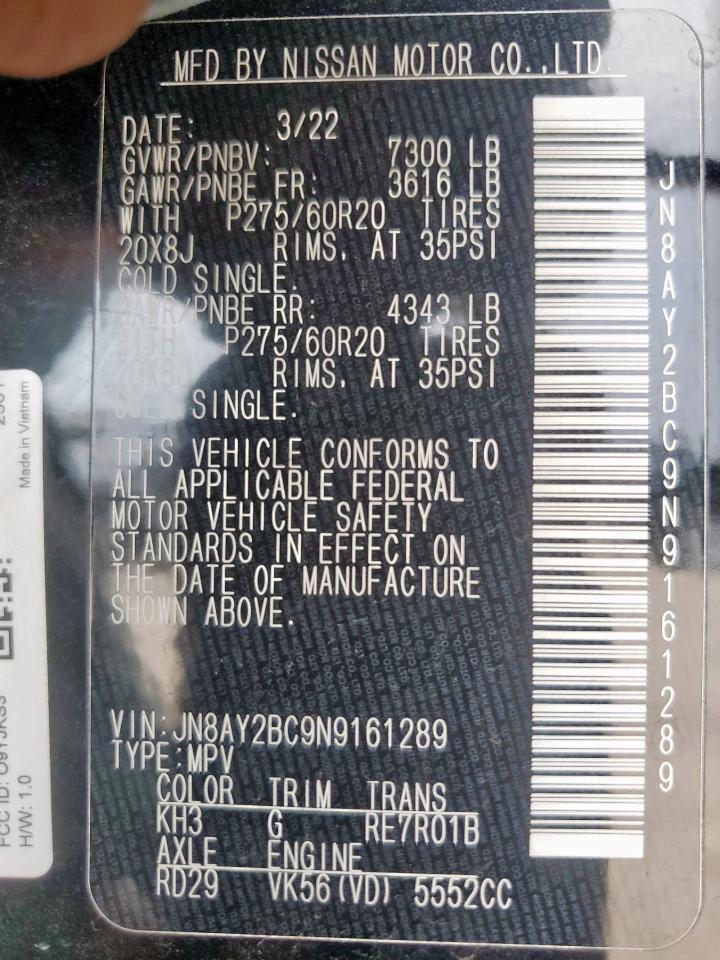 MFD BY NISSAN MOTOR CO.,LTD.
DATE: 3/22
GVWR/PNBV: 7300 LB
GAWR/PNBE FR: 3616 LB
WITH P275/60R20 TIRES
20X8J RIMS, AT 35PSI
COLD SINGLE.
GAWR/PNBE RR: 4343 LB
WITH P275/60R20 TIRES
20X8J RIMS, AT 35PSI
COLD SINGLE.
THIS VEHICLE CONFORMS TO
ALL APPLICABLE FEDERAL
MOTOR VEHICLE SAFETY
STANDARDS IN EFFECT ON
THE DATE OF MANUFACTURE
SHOWN ABOVE.
VIN:JN8AY2BC9N9161289
TYPE:MPV
COLOR TRIM TRANS
KH3 G RE7R01B
AXLE ENGINE
RD29 VK56(VD) 5552CC
JN8AY2BC9N9161289
Made in Vietnam
FCC ID:
H/W: 1.0